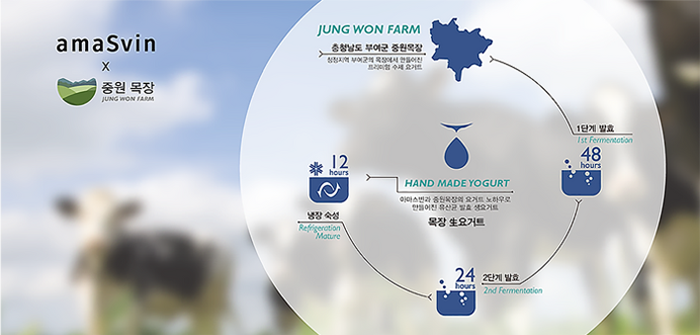 amaSvin
X
중원 목장
JUNG WON FARM
JUNG WON FARM
충청남도 부여군 중원목장
청정지역 부여군의 목장에서 만들어진
프리미엄 수제 요거트
1단계 발효
1st Fermentation
48
hours
12
hours
HAND MADE YOGURT
아마스빈과 중원목장의 요거트 노하우로
만들어진 유산균 발효 생요거트
목장 生요거트
냉장 숙성
Refrigeration
Mature
24
hours
2단계 발효
2nd Fermentation